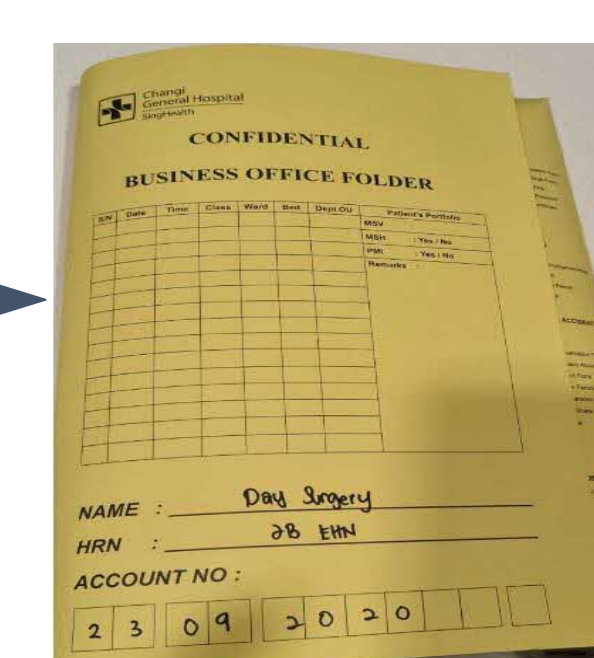 Changi
General Hospital
SingHealth
CONFIDENTIAL
BUSINESS OFFICE FOLDER
S/N Date Time Class Ward Bed Dept.OU Patient's Portfolio
MSV :
MSH : Yes / No
PMI : Yes / No
Remarks :
NAME : Day Surgery
HRN : 2B EHN
ACCOUNT NO :
2 3 0 9 2 0 2 0
ACCIDENT